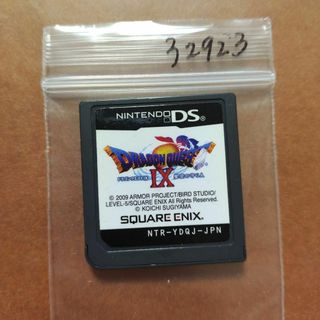 32923
NINTENDO DS
DRAGON QUEST
IX
© 2009 ARMOR PROJECT/BIRD STUDIO/
LEVEL-5/SQUARE ENIX All Rights Reserved.
© KOICHI SUGIYAMA
SQUARE ENIX.
NTR-YDQJ-JPN